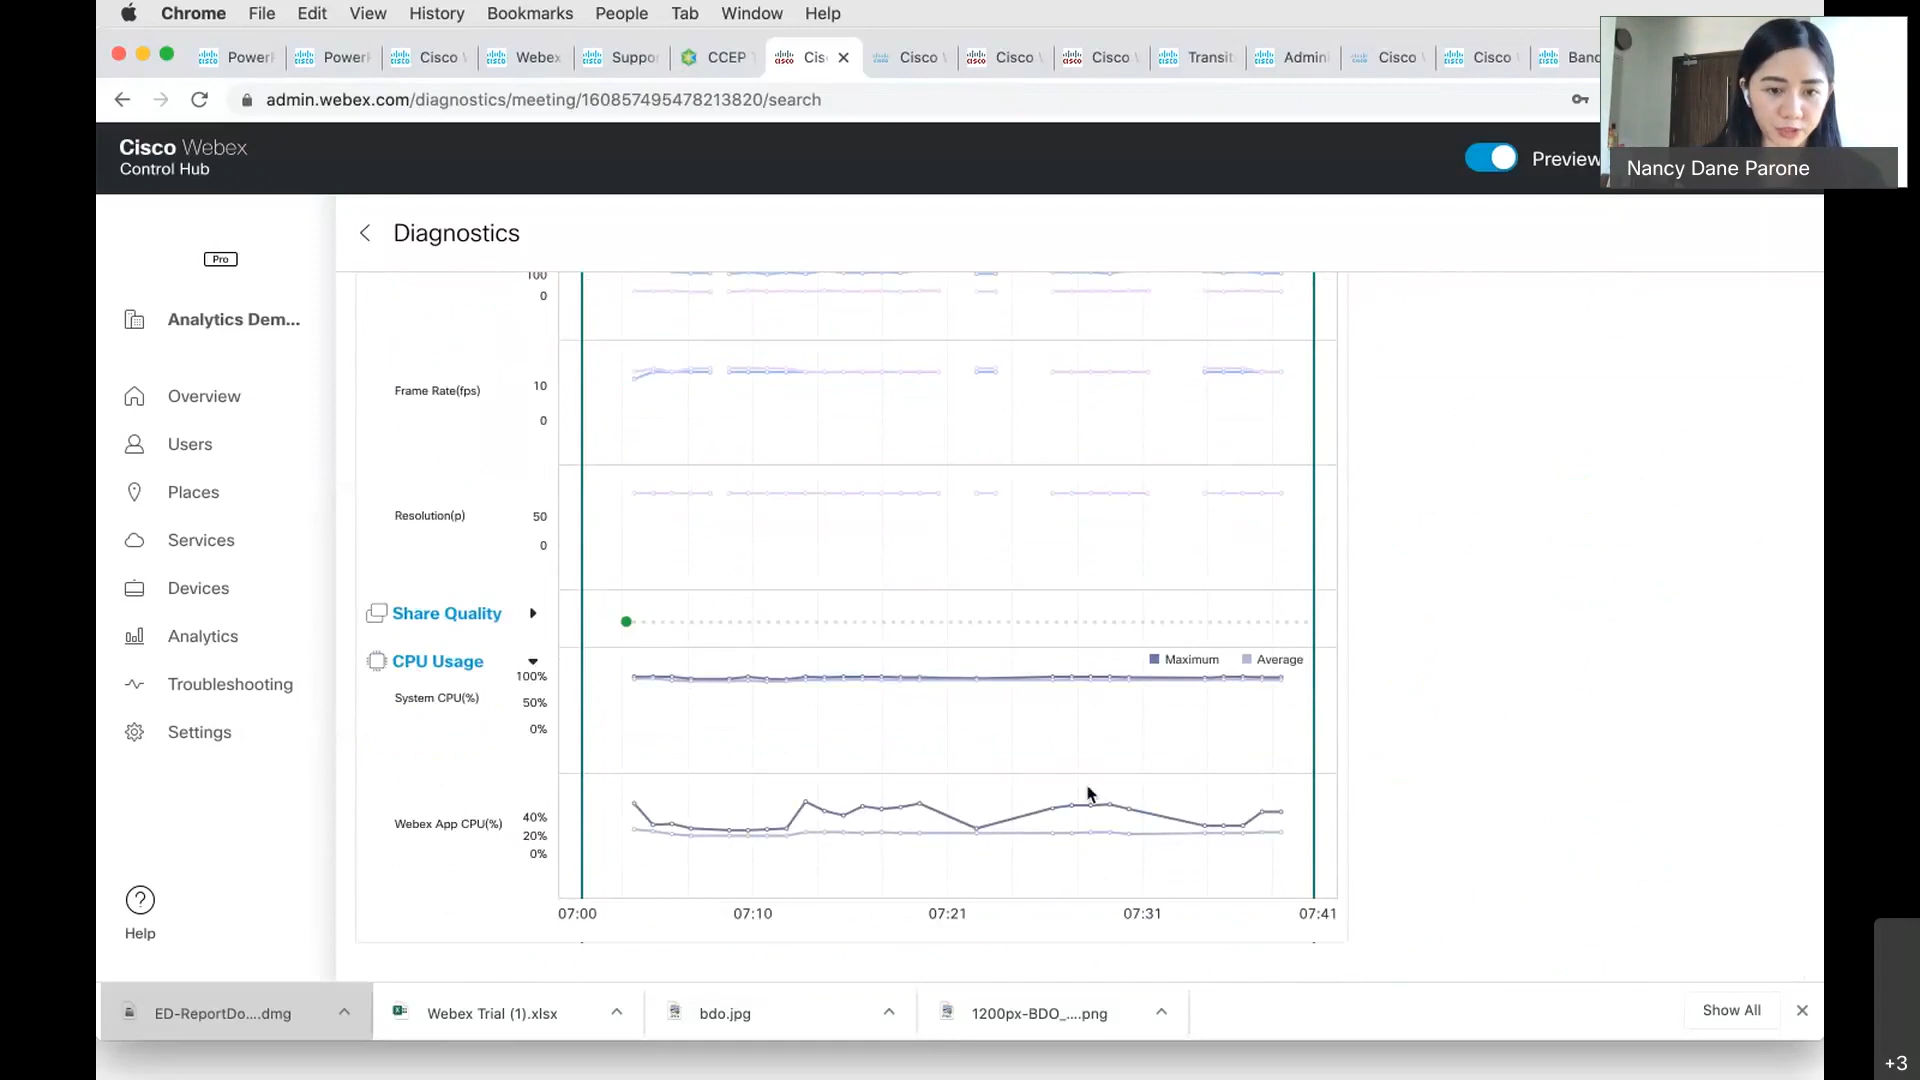 Chrome File Edit View History Bookmarks People Tab Window Help
Power Power Cisco Webex Suppo CCEP Cis Cisco Cisco Cisco Transit Admin Cisco Cisco Ban
admin.webex.com/diagnostics/meeting/160857495478213820/search
Cisco Webex
Control Hub
Preview
Nancy Dane Parone
Pro
Analytics Dem...
Overview
Users
Places
Services
Devices
Analytics
Troubleshooting
Settings
Help
Diagnostics
100
0
Frame Rate(fps)
10
0
Resolution(p)
50
0
Share Quality
CPU Usage
Maximum Average
System CPU(%)
100%
50%
0%
Webex App CPU(%)
40%
20%
0%
07:00 07:10 07:21 07:31 07:41
ED-ReportDo....dmg Webex Trial (1).xlsx bdo.jpg 1200px-BDO_....png Show All
+3